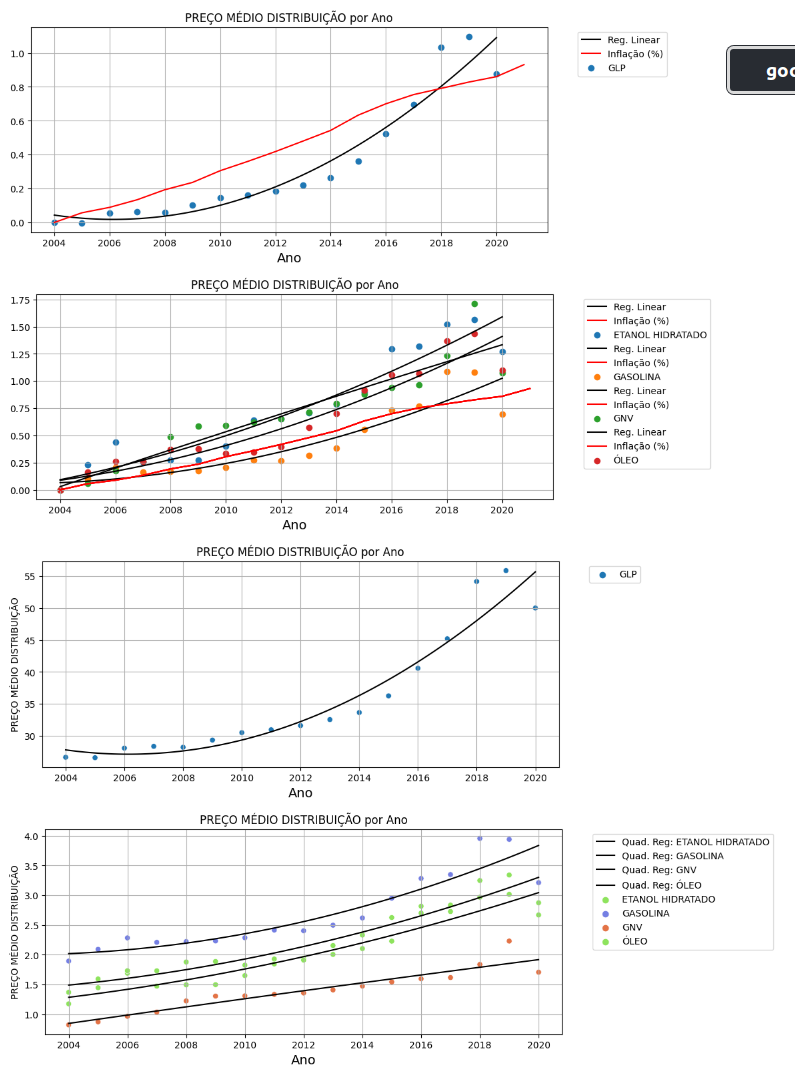 PREÇO MÉDIO DISTRIBUIÇÃO por Ano
1.0
0.8
0.6
0.4
0.2
0.0
2004 2006 2008 2010 2012 2014 2016 2018 2020
Ano
Reg. Linear
Inflação (%)
GLP
goo
PREÇO MÉDIO DISTRIBUIÇÃO por Ano
1.75
1.50
1.25
1.00
0.75
0.50
0.25
0.00
2004 2006 2008 2010 2012 2014 2016 2018 2020
Ano
Reg. Linear
Inflação (%)
ETANOL HIDRATADO
Reg. Linear
Inflação (%)
GASOLINA
Reg. Linear
Inflação (%)
GNV
Reg. Linear
Inflação (%)
ÓLEO
PREÇO MÉDIO DISTRIBUIÇÃO por Ano
PREÇO MÉDIO DISTRIBUIÇÃO
55
50
45
40
35
30
2004 2006 2008 2010 2012 2014 2016 2018 2020
Ano
GLP
PREÇO MÉDIO DISTRIBUIÇÃO por Ano
PREÇO MÉDIO DISTRIBUIÇÃO
4.0
3.5
3.0
2.5
2.0
1.5
1.0
2004 2006 2008 2010 2012 2014 2016 2018 2020
Ano
Quad. Reg: ETANOL HIDRATADO
Quad. Reg: GASOLINA
Quad. Reg: GNV
Quad. Reg: ÓLEO
ETANOL HIDRATADO
GASOLINA
GNV
ÓLEO